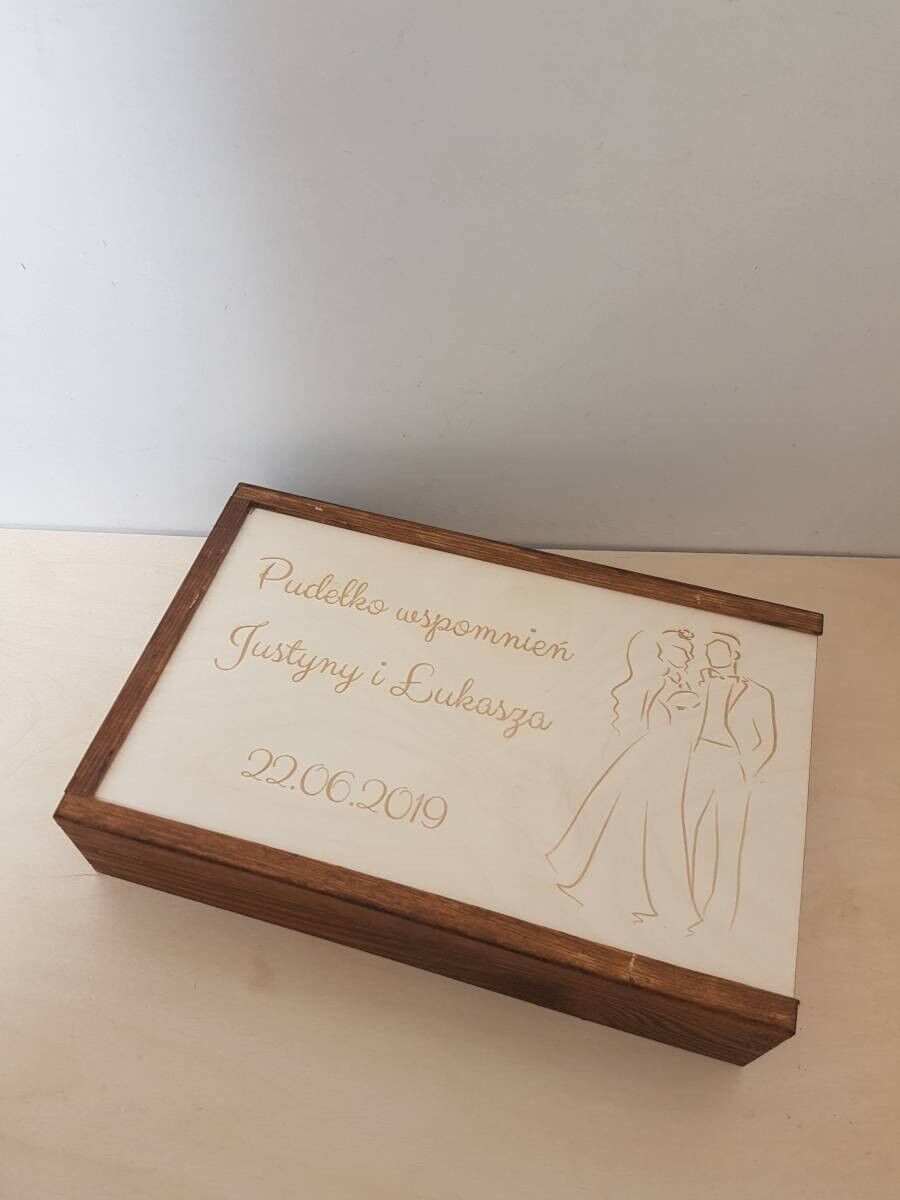 Pudełko wspomnień
Justyny i Łukasza
22.06.2019